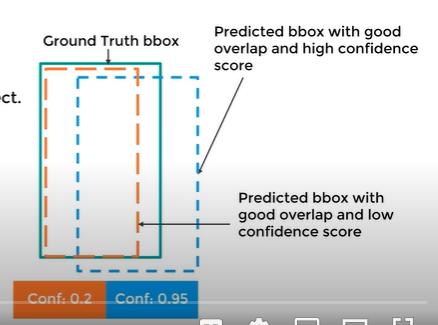 Ground Truth bbox
Predicted bbox with good
overlap and high confidence
score
ct.
Predicted bbox with
good overlap and low
confidence score
Conf: 0.2
Conf: 0.95